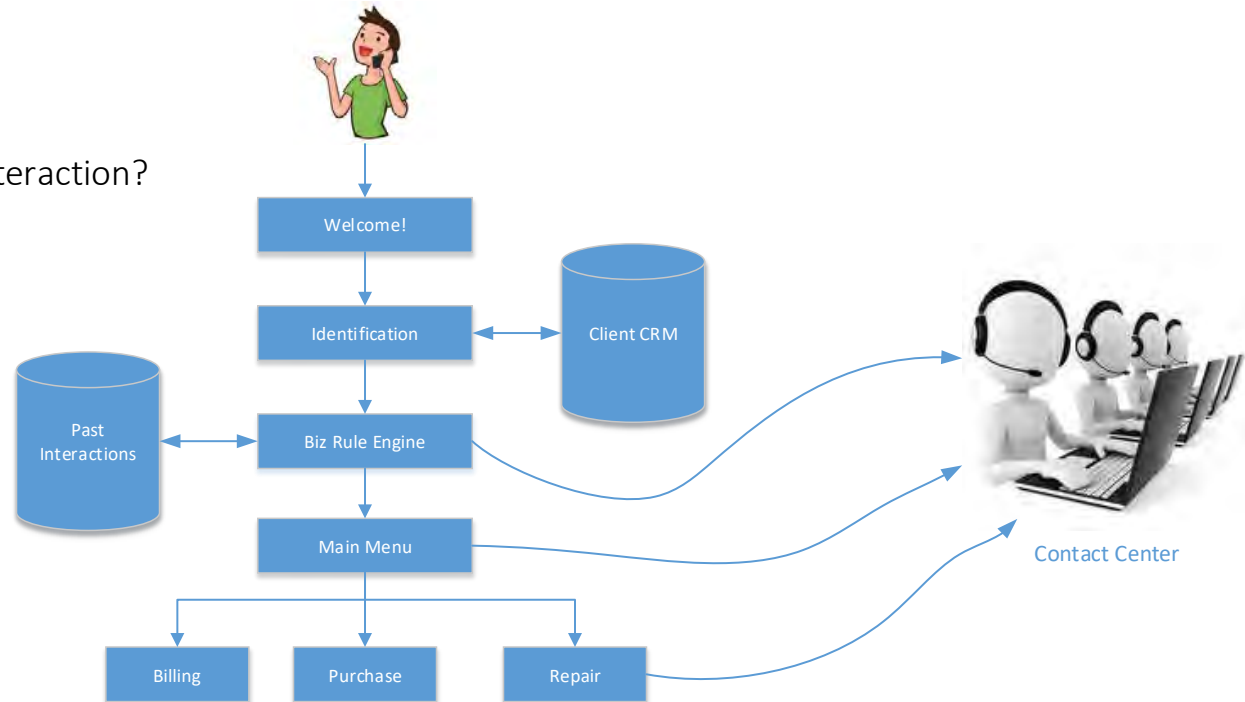 teraction?
Welcome!
Identification
Client CRM
Past
Interactions
Biz Rule Engine
Main Menu
Contact Center
Billing
Purchase
Repair